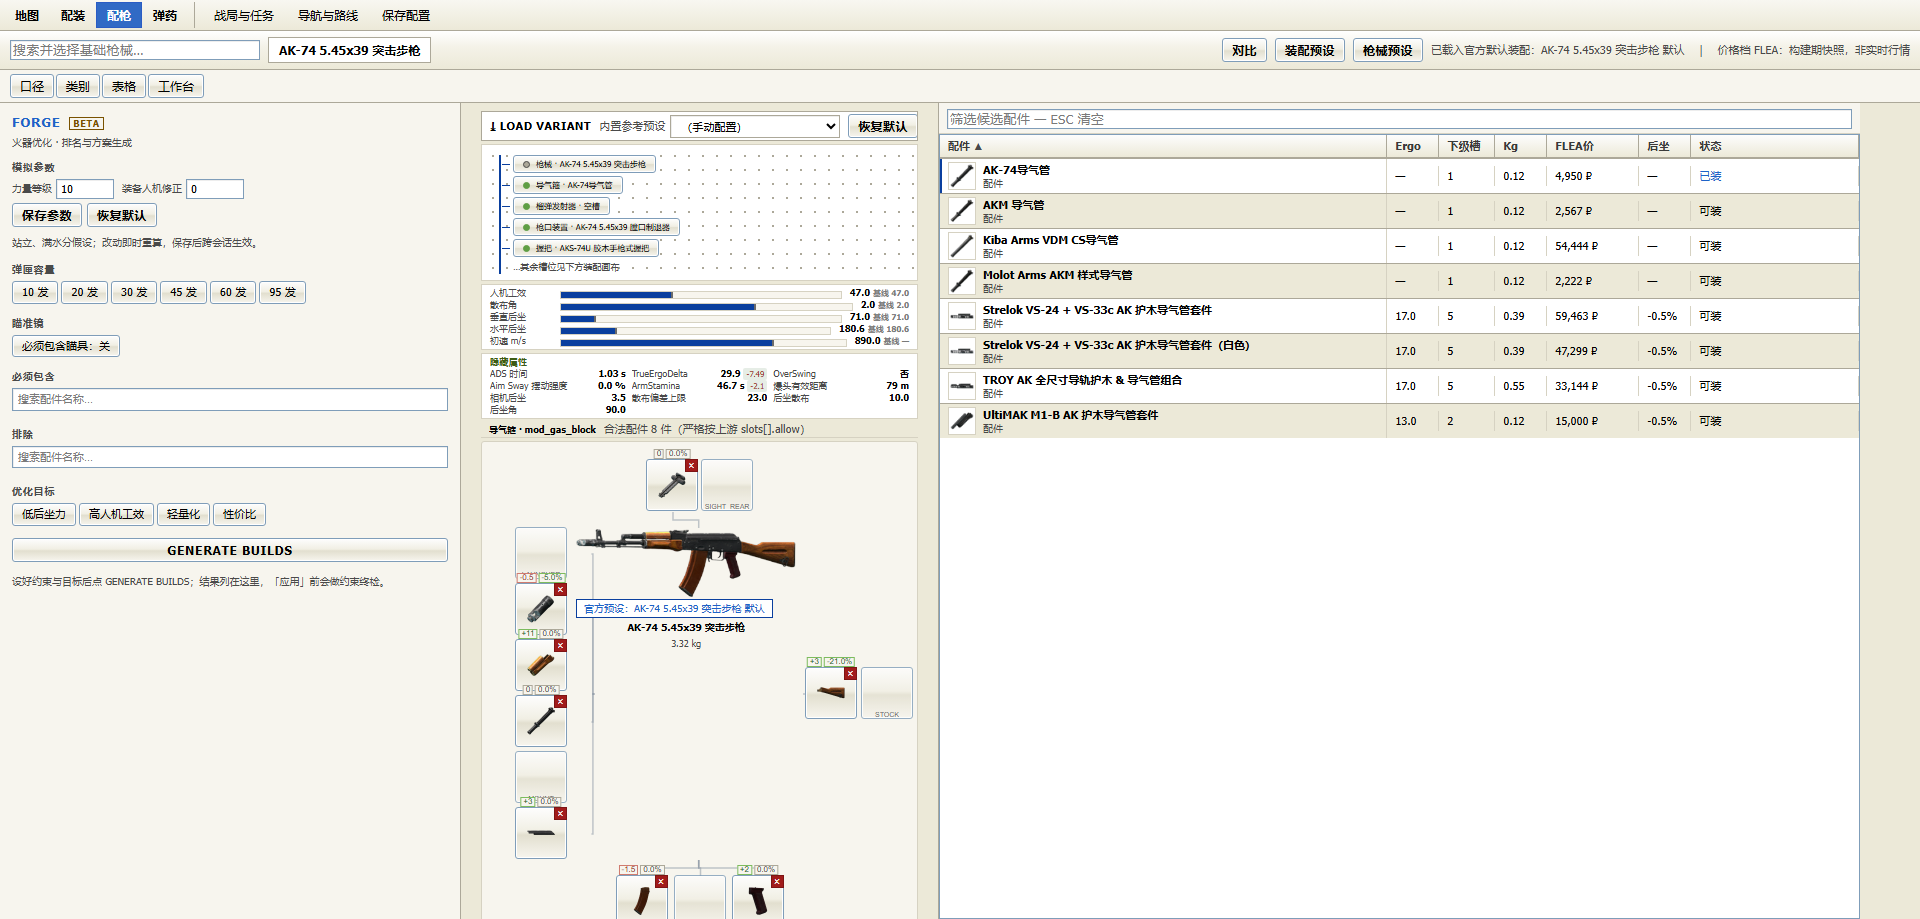 地图 配装 配枪 弹药 战局与任务 导航与路线 保存配置
搜索并选择基础枪械... AK-74 5.45x39 突击步枪 对比 装配预设 枪械预设 已载入官方默认装配: AK-74 5.45x39 突击步枪 默认 | 价格档 FLEA: 构建期快照, 非实时行情
口径 类别 表格 工作台
FORGE BETA
火器优化 · 排名与方案生成
模拟参数
力量等级 10 装备人机修正 0
保存参数 恢复默认
站立、满水分假设; 改动即时重算, 保存后跨会话生效。
弹匣容量
10 发 20 发 30 发 45 发 60 发 95 发
瞄准镜
必须包含瞄具: 关
必须包含
搜索配件名称...
排除
搜索配件名称...
优化目标
低后坐力 高人机工效 轻量化 性价比
GENERATE BUILDS
设好约束与目标后点 GENERATE BUILDS; 结果列在这里, 「应用」前会做约束终检。
⤓ LOAD VARIANT 内置参考预设 (手动配置) 恢复默认
枪械 · AK-74 5.45x39 突击步枪
导气箍 · AK-74导气管
榴弹发射器 · 空槽
枪口装置 · AK-74 5.45x39 膛口制退器
握把 · AKS-74U 胶木手枪式握把
...其余槽位见下方装配面布
人机工效 47.0 基线 47.0
散布角 2.0 基线 2.0
垂直后坐 71.0 基线 71.0
水平后坐 180.6 基线 180.6
初速 m/s 890.0 基线 —
隐藏属性
ADS 时间 1.03 s TrueErgoDelta 29.9 -7.49 OverSwing 否
Aim Sway 摆动强度 0.0 % ArmStamina 46.7 s -2.1 爆头有效距离 79 m
相机后坐 3.5 散布偏差上限 23.0 后坐散布 10.0
后坐角 90.0
导气箍 · mod_gas_block 合法配件 8 件 (严格按上游 slots[].allow)
0 0.0%
SIGHT_REAR
-0.5 -5.0%
+11 0.0%
0 0.0%
+3 0.0%
官方预设: AK-74 5.45x39 突击步枪 默认
AK-74 5.45x39 突击步枪
3.32 kg
+3 -21.0%
STOCK
-1.5 0.0% +2 0.0%
筛选候选配件 — ESC 清空
配件 ▲ Ergo 下级槽 Kg FLEA价 后坐 状态
AK-74导气管 — 1 0.12 4,950 ₽ — 已装
配件
AKM 导气管 — 1 0.12 2,567 ₽ — 可装
配件
Kiba Arms VDM CS导气管 — 1 0.12 54,444 ₽ — 可装
配件
Molot Arms AKM 样式导气管 — 1 0.12 2,222 ₽ — 可装
配件
Strelok VS-24 + VS-33c AK 护木导气管套件 17.0 5 0.39 59,463 ₽ -0.5% 可装
配件
Strelok VS-24 + VS-33c AK 护木导气管套件 (白色) 17.0 5 0.39 47,299 ₽ -0.5% 可装
配件
TROY AK 全尺寸导轨护木 & 导气管组合 17.0 5 0.55 33,144 ₽ -0.5% 可装
配件
UltiMAK M1-B AK 护木导气管套件 13.0 2 0.12 15,000 ₽ -0.5% 可装
配件